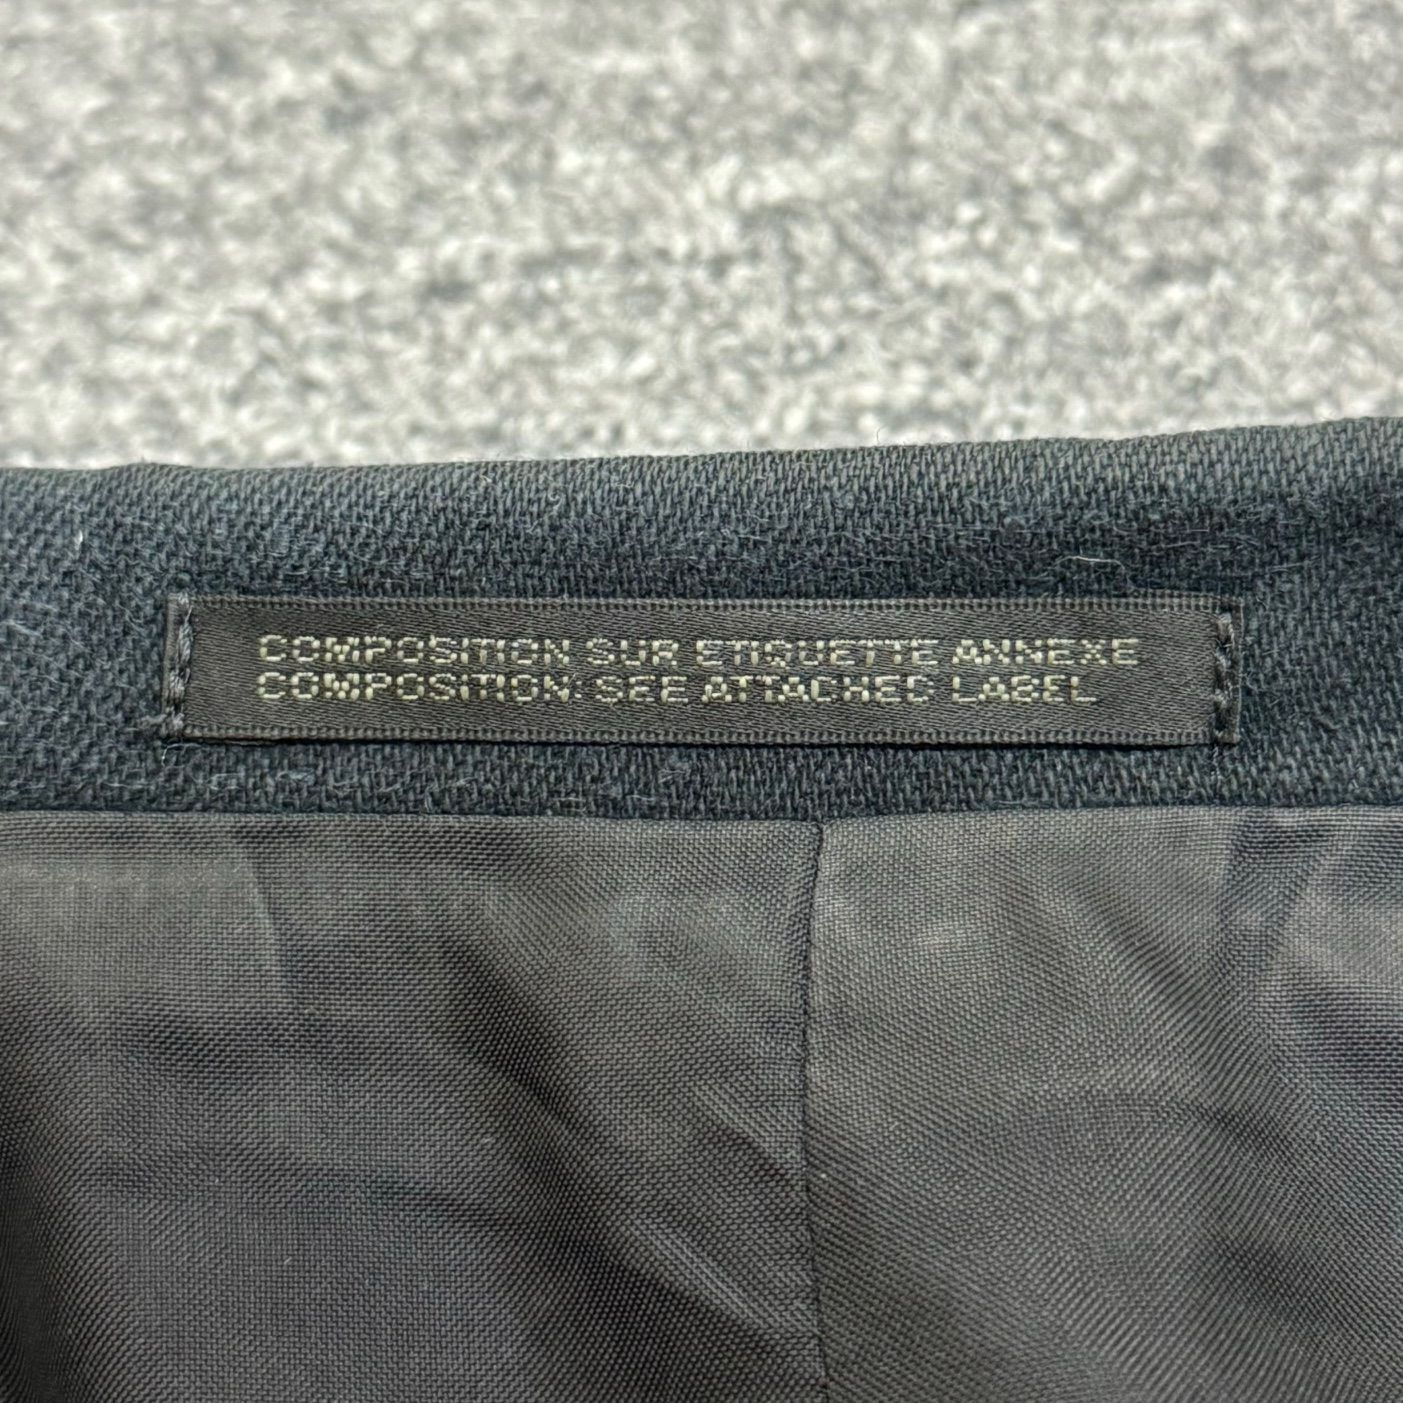 COMPOSITION SUR ETIQUETTE ANNEXE
COMPOSITION: SEE ATTACHED LABEL